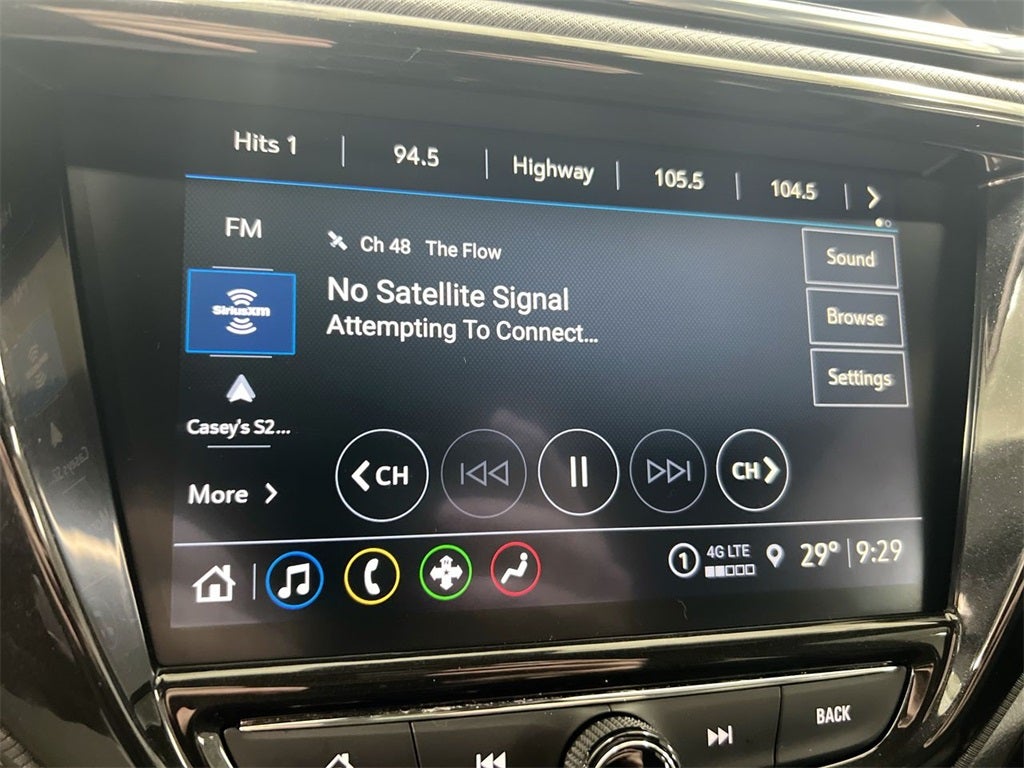 Hits 1 | 94.5 | Highway | 105.5 | 104.5
FM
Ch 48 The Flow
Sound
SiriusXM
No Satellite Signal
Attempting To Connect...
Browse
Settings
Casey's S2...
More
CH
CH
1 4G LTE 29° 9:29
BACK